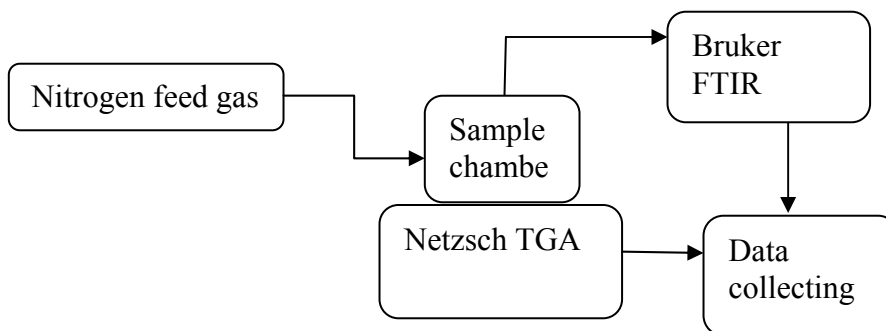 Nitrogen feed gas
Sample
chambe
Bruker
FTIR
Netzsch TGA
Data
collecting